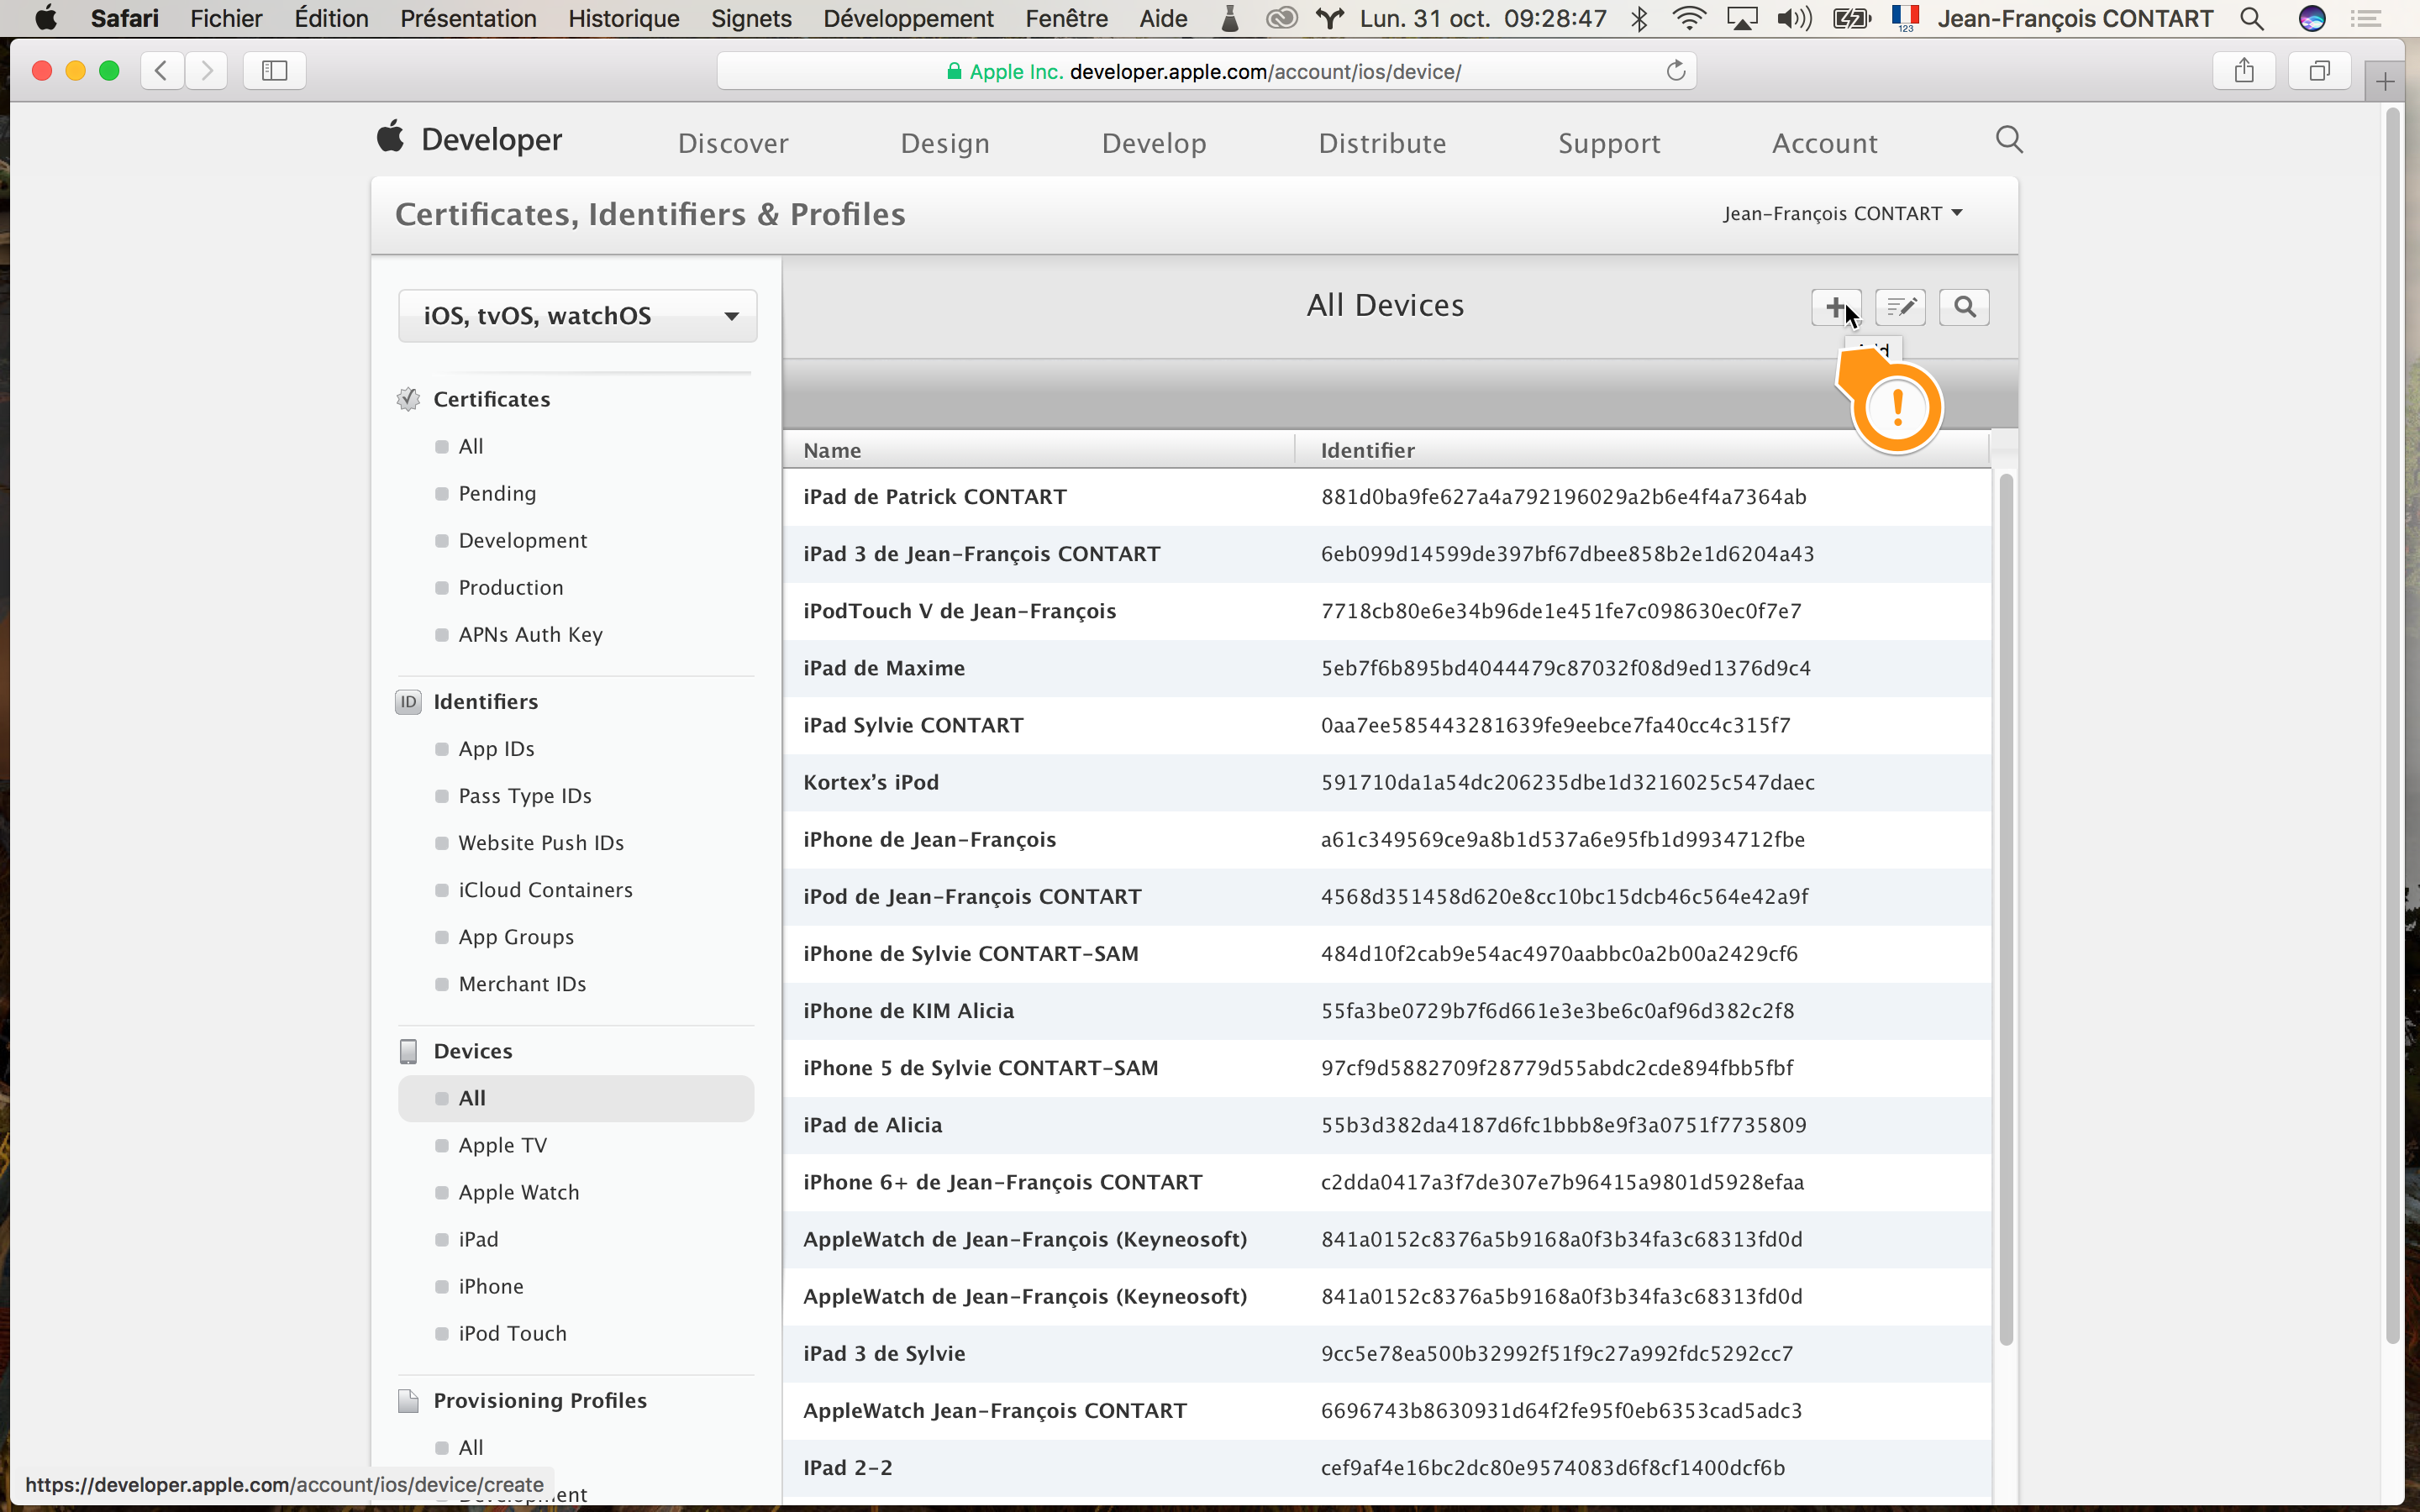 Safari Fichier Édition Présentation Historique Signets Développement Fenêtre Aide Lun. 31 oct. 09:28:47 123 Jean-François CONTART
Apple Inc. developer.apple.com/account/ios/device/
Developer Discover Design Develop Distribute Support Account
Certificates, Identifiers & Profiles
Jean-François CONTART
iOS, tvOS, watchOS
All Devices
Certificates
All
Pending
Development
Production
APNs Auth Key
ID Identifiers
App IDs
Pass Type IDs
Website Push IDs
iCloud Containers
App Groups
Merchant IDs
Devices
All
Apple TV
Apple Watch
iPad
iPhone
iPod Touch
Provisioning Profiles
All
Name Identifier
iPad de Patrick CONTART 881d0ba9fe627a4a792196029a2b6e4f4a7364ab
iPad 3 de Jean-François CONTART 6eb099d14599de397bf67dbee858b2e1d6204a43
iPodTouch V de Jean-François 7718cb80e6e34b96de1e451fe7c098630ec0f7e7
iPad de Maxime 5eb7f6b895bd4044479c87032f08d9ed1376d9c4
iPad Sylvie CONTART 0aa7ee585443281639fe9eebce7fa40cc4c315f7
Kortex’s iPod 591710da1a54dc206235dbe1d3216025c547daec
iPhone de Jean-François a61c349569ce9a8b1d537a6e95fb1d9934712fbe
iPod de Jean-François CONTART 4568d351458d620e8cc10bc15dcb46c564e42a9f
iPhone de Sylvie CONTART-SAM 484d10f2cab9e54ac4970aabbc0a2b00a2429cf6
iPhone de KIM Alicia 55fa3be0729b7f6d661e3e3be6c0af96d382c2f8
iPhone 5 de Sylvie CONTART-SAM 97cf9d5882709f28779d55abdc2cde894fbb5fbf
iPad de Alicia 55b3d382da4187d6fc1bbb8e9f3a0751f7735809
iPhone 6+ de Jean-François CONTART c2dda0417a3f7de307e7b96415a9801d5928efaa
AppleWatch de Jean-François (Keyneosoft) 841a0152c8376a5b9168a0f3b34fa3c68313fd0d
AppleWatch de Jean-François (Keyneosoft) 841a0152c8376a5b9168a0f3b34fa3c68313fd0d
iPad 3 de Sylvie 9cc5e78ea500b32992f51f9c27a992fdc5292cc7
AppleWatch Jean-François CONTART 6696743b8630931d64f2fe95f0eb6353cad5adc3
IPad 2-2 cef9af4e16bc2dc80e9574083d6f8cf1400dcf6b
https://developer.apple.com/account/ios/device/create